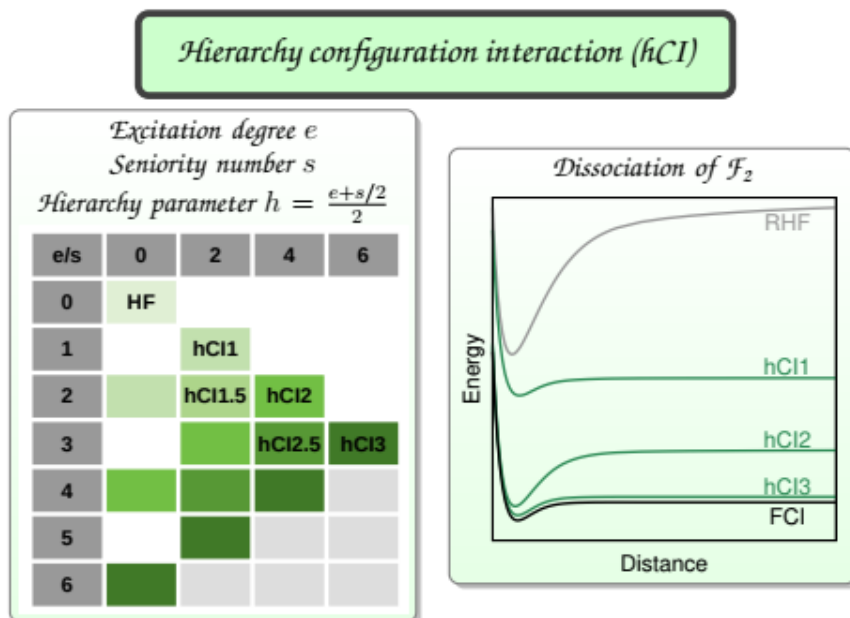 Hierarchy configuration interaction (hCI)
Excitation degree e
Seniority number s
Hierarchy parameter h = \frac{e+s/2}{2}
e/s 0 2 4 6
0 HF
1 hCI1
2 hCI1.5 hCI2
3 hCI2.5 hCI3
4
5
6
Dissociation of F₂
RHF
hCI1
hCI2
hCI3
FCI
Energy
Distance